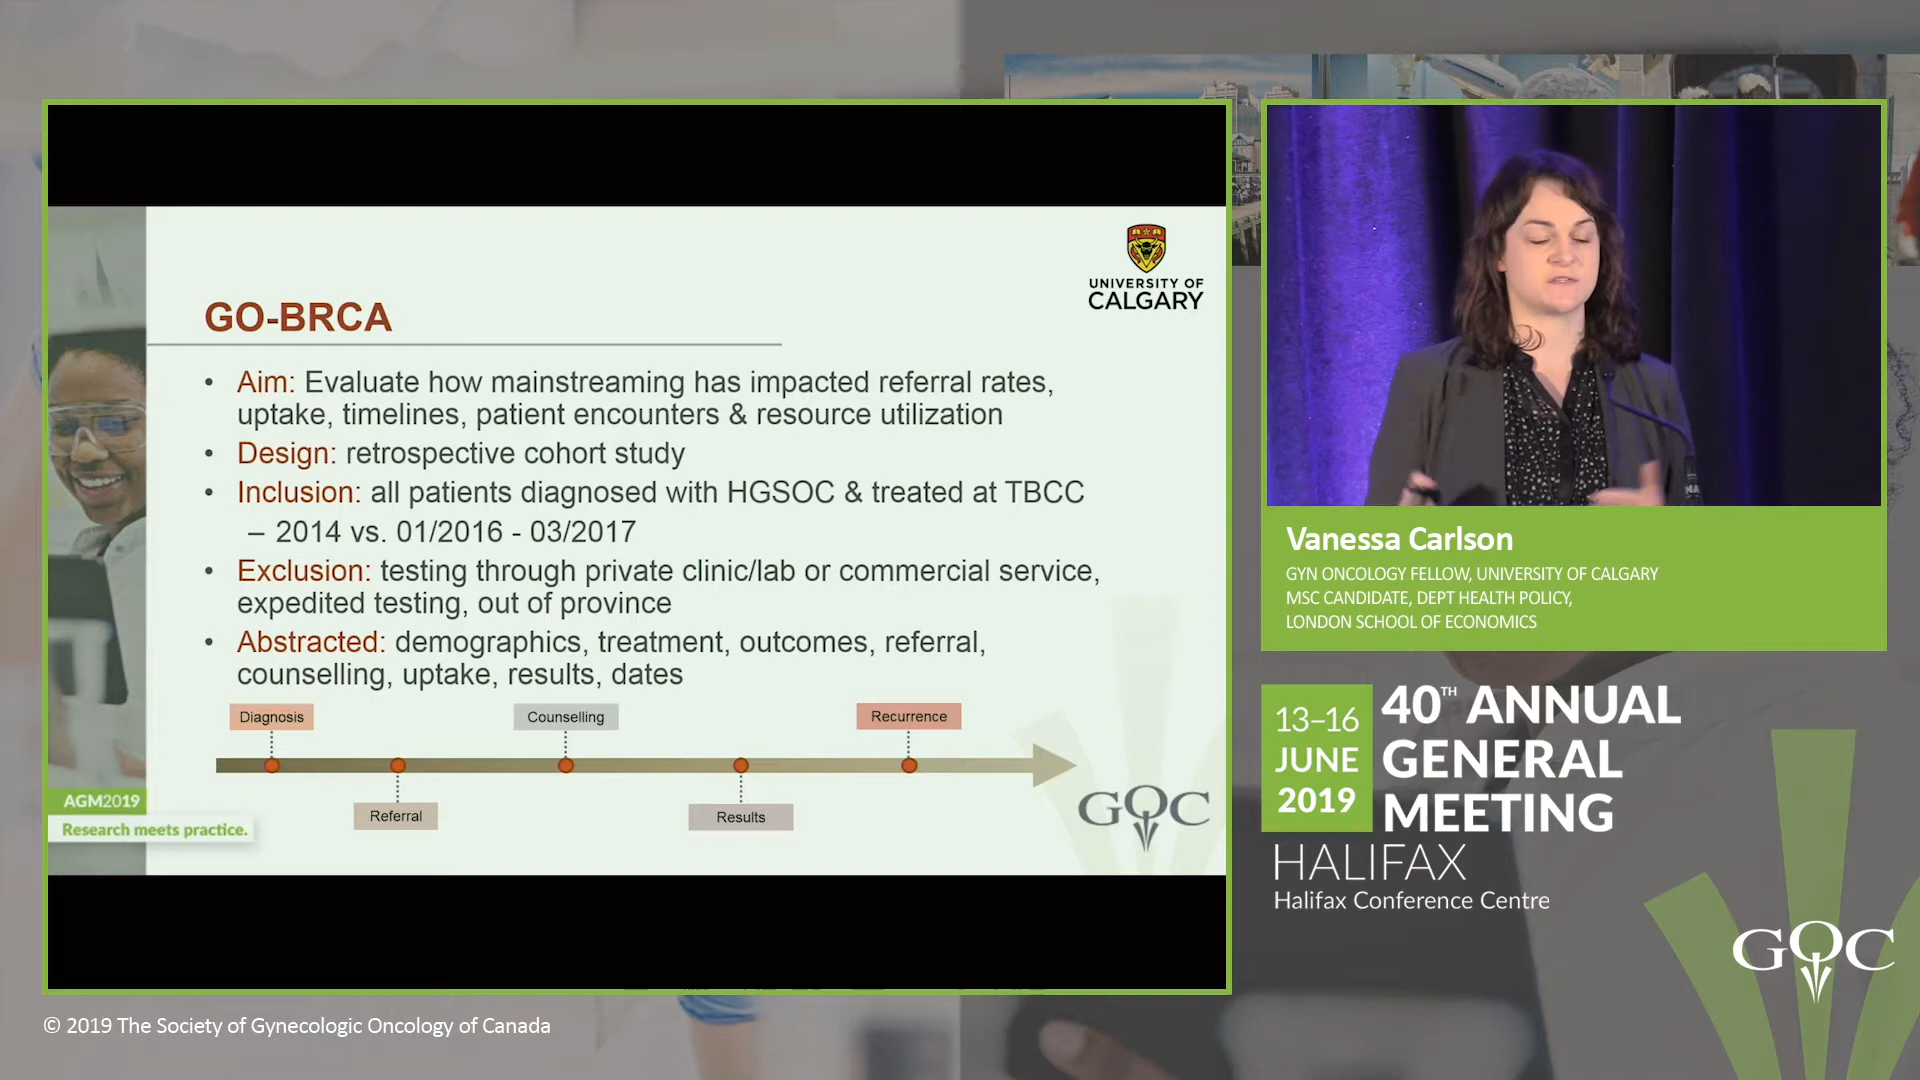 UNIVERSITY OF
CALGARY
GO-BRCA
• Aim: Evaluate how mainstreaming has impacted referral rates,
uptake, timelines, patient encounters & resource utilization
• Design: retrospective cohort study
• Inclusion: all patients diagnosed with HGSOC & treated at TBCC
– 2014 vs. 01/2016 - 03/2017
• Exclusion: testing through private clinic/lab or commercial service,
expedited testing, out of province
• Abstracted: demographics, treatment, outcomes, referral,
counselling, uptake, results, dates
Diagnosis
Counselling
Recurrence
Referral
Results
AGM2019
Research meets practice.
GOC
Vanessa Carlson
GYN ONCOLOGY FELLOW, UNIVERSITY OF CALGARY
MSC CANDIDATE, DEPT HEALTH POLICY,
LONDON SCHOOL OF ECONOMICS
13–16
JUNE
2019
40TH ANNUAL
GENERAL
MEETING
HALIFAX
Halifax Conference Centre
GOC
© 2019 The Society of Gynecologic Oncology of Canada